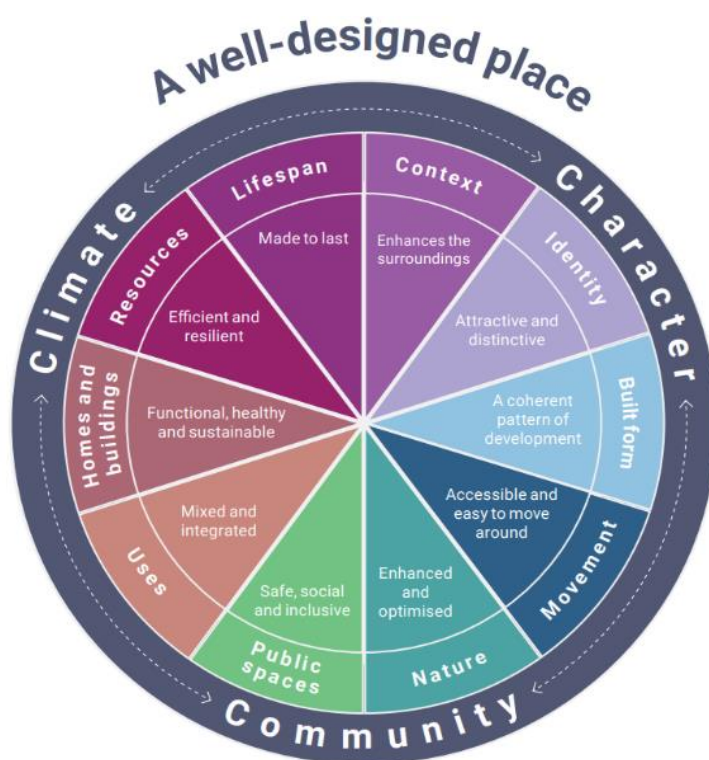 A well-designed place
Climate
Character
Community
Context
Enhances the
surroundings
Identity
Attractive and
distinctive
Built form
A coherent
pattern of
development
Movement
Accessible and
easy to move
around
Nature
Enhanced
and
optimised
Public
spaces
Safe, social
and inclusive
Uses
Mixed and
integrated
Homes and
buildings
Functional, healthy
and sustainable
Resources
Efficient and
resilient
Lifespan
Made to last